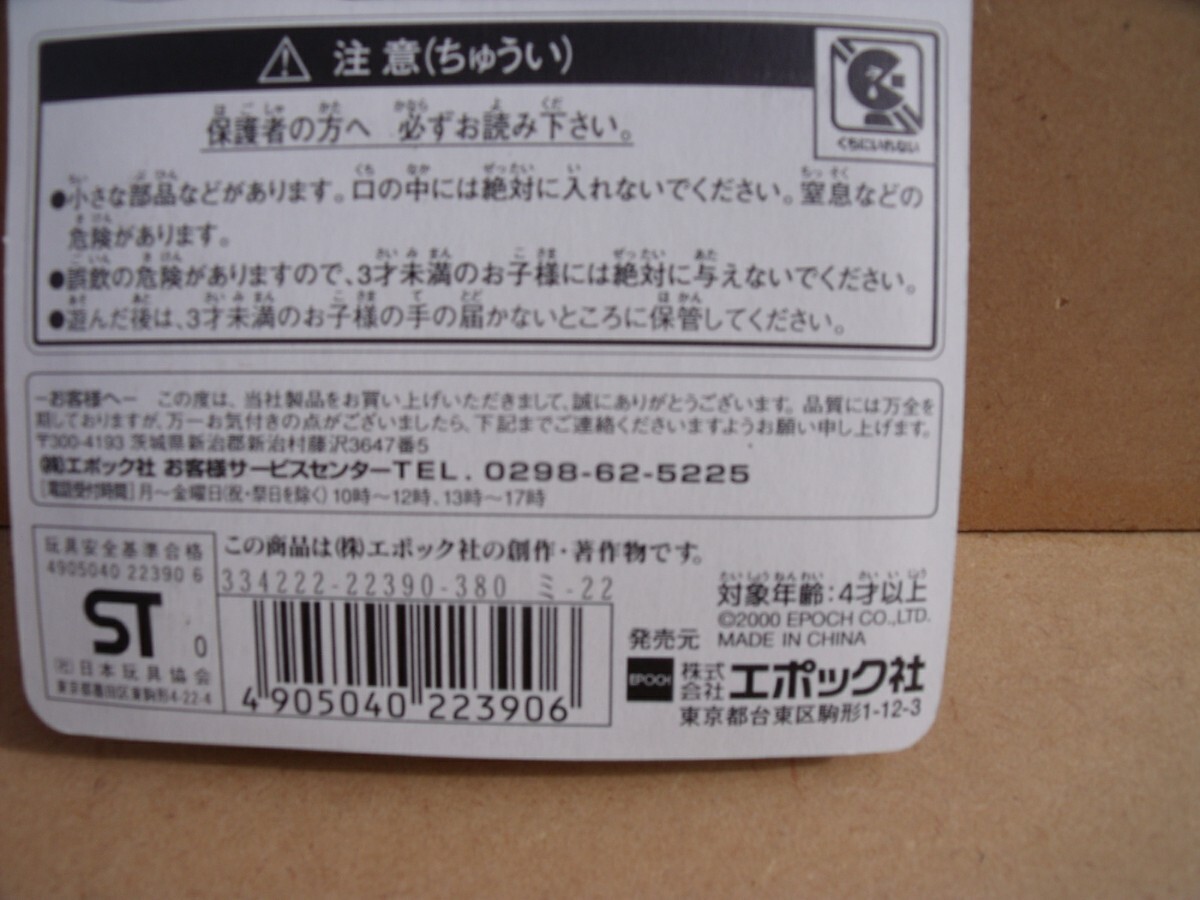 注意(ちゅうい)
くちにいれない
保護者の方へ 必ずお読み下さい。
●小さな部品などがあります。口の中には絶対に入れないでください。窒息などの
危険があります。
●誤飲の危険がありますので、3才未満のお子様には絶対に与えないでください。
●遊んだ後は、3才未満のお子様の手の届かないところに保管してください。
―お客様へ― この度は、当社製品をお買い上げいただきまして、誠にありがとうございます。品質には万全を
期しておりますが、万一お気付きの点がございましたら、下記までご連絡くださいますようお願い申し上げます。
〒300-4193 茨城県新治郡新治村藤沢3647番5
㈱エポック社 お客様サービスセンターTEL. 0298-62-5225
[電話受付時間] 月～金曜日(祝・祭日を除く) 10時～12時、13時～17時
玩具安全基準合格
4905040 22390 6
ST 0
㈳日本玩具協会
東京都墨田区東駒形4-22-4
この商品は(株)エポック社の創作・著作物です。
334222-22390-380 ミ-22
4 905040 223906
対象年齢:4才以上
©2000 EPOCH CO.,LTD.
MADE IN CHINA
発売元
EPOCH 株式会社 エポック社
東京都台東区駒形1-12-3